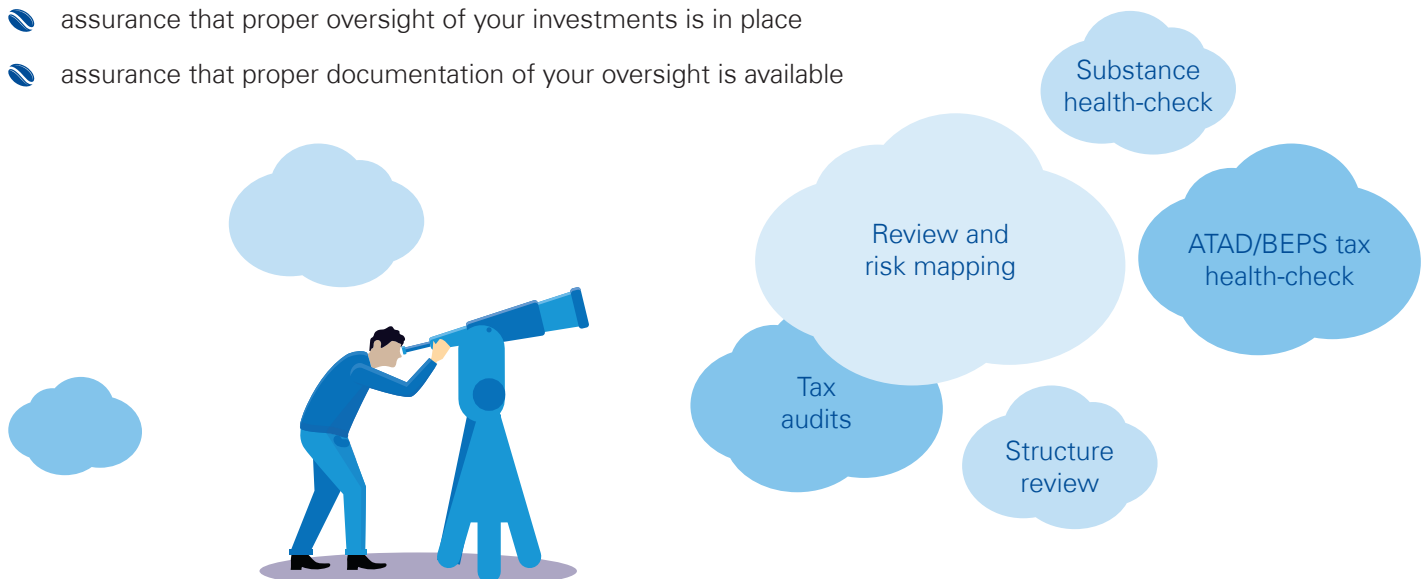 assurance that proper oversight of your investments is in place
assurance that proper documentation of your oversight is available
Substance
health-check
Review and
risk mapping
ATAD/BEPS tax
health-check
Tax
audits
Structure
review